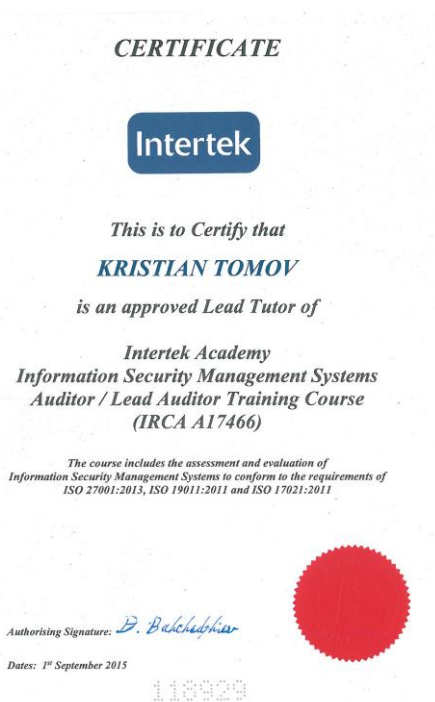 CERTIFICATE
Intertek
This is to Certify that
KRISTIAN TOMOV
is an approved Lead Tutor of
Intertek Academy
Information Security Management Systems
Auditor / Lead Auditor Training Course
(IRCA A17466)
The course includes the assessment and evaluation of
Information Security Management Systems to conform to the requirements of
ISO 27001:2013, ISO 19011:2011 and ISO 17021:2011
Authorising Signature: D.
Dates: 1st September 2015
118929